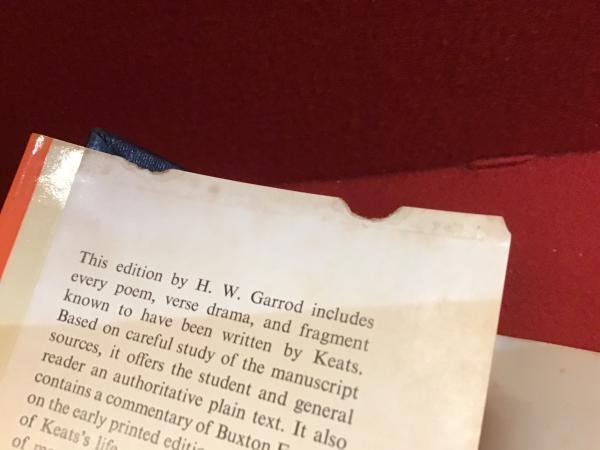 This edition by H. W. Garrod includes
every poem, verse drama, and fragment
known to have been written by Keats.
Based on careful study of the manuscript
sources, it offers the student and general
reader an authoritative plain text. It also
contains a commentary of Buxton
on the early printed
of Keats's life
of